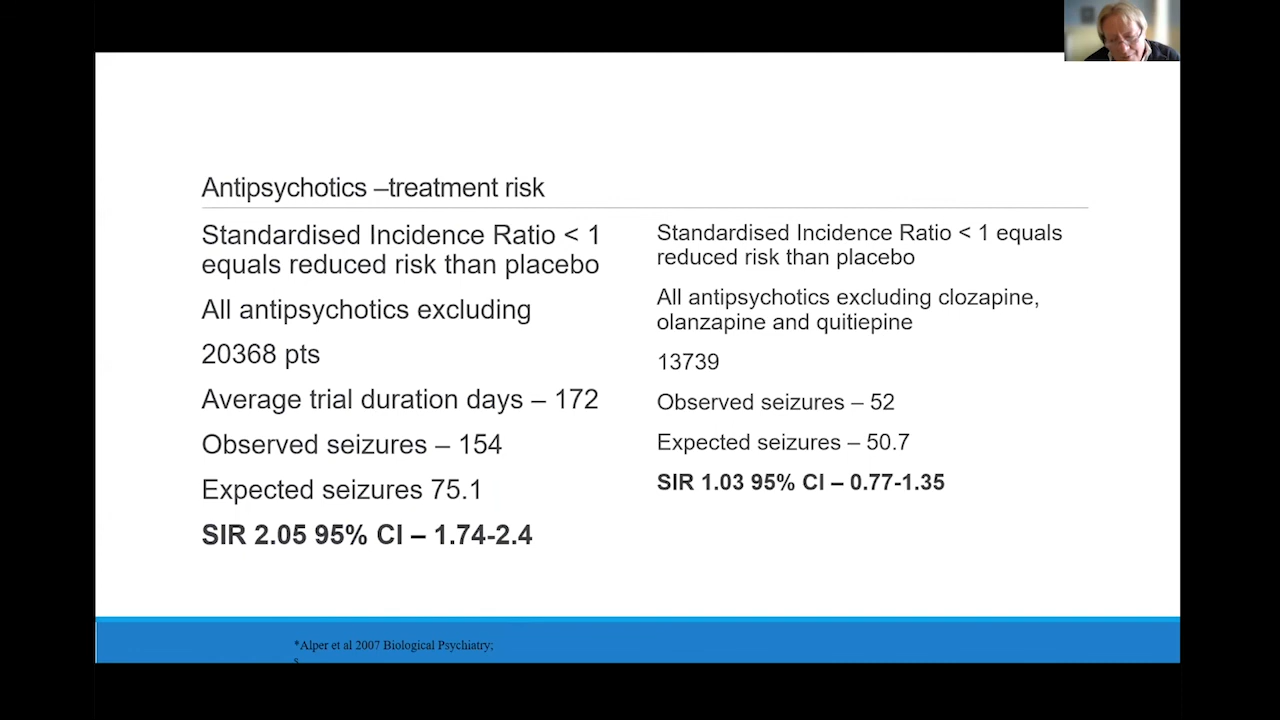 Antipsychotics –treatment risk
Standardised Incidence Ratio < 1
equals reduced risk than placebo
All antipsychotics excluding
20368 pts
Average trial duration days – 172
Observed seizures – 154
Expected seizures 75.1
SIR 2.05 95% CI – 1.74-2.4
Standardised Incidence Ratio < 1 equals
reduced risk than placebo
All antipsychotics excluding clozapine,
olanzapine and quitiepine
13739
Observed seizures – 52
Expected seizures – 50.7
SIR 1.03 95% CI – 0.77-1.35
*Alper et al 2007 Biological Psychiatry;